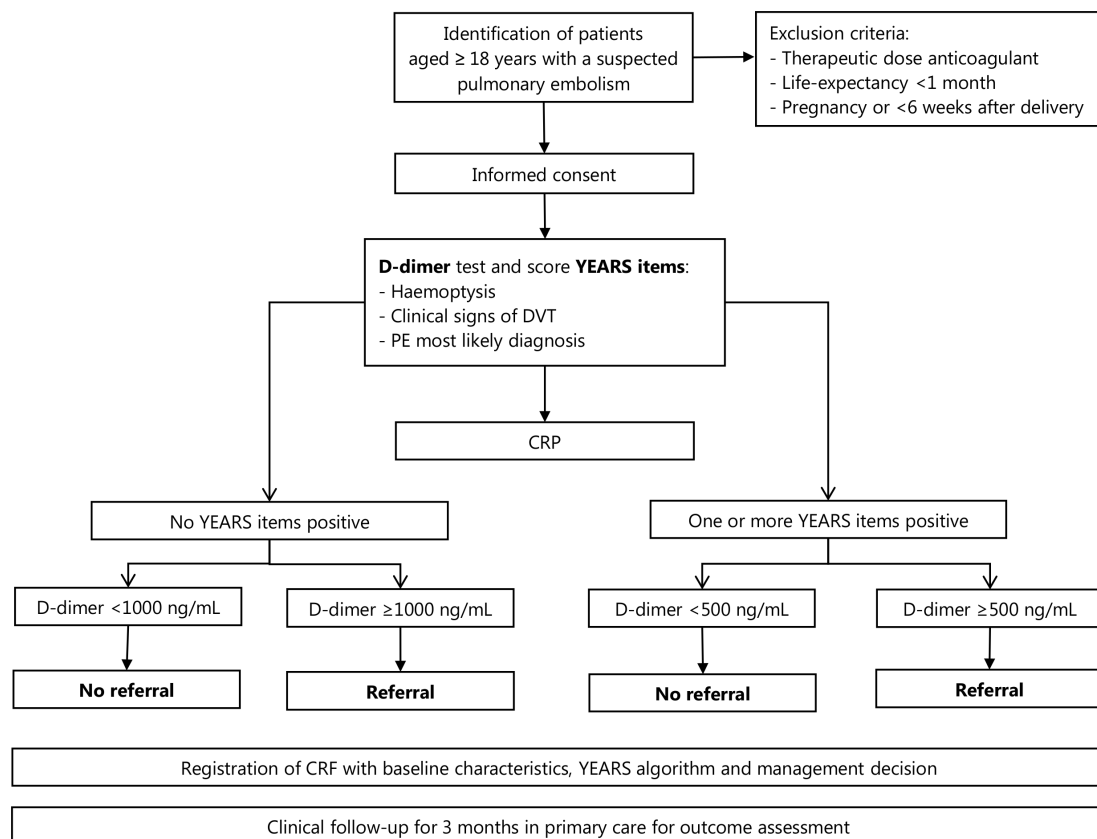 Identification of patients
aged ≥ 18 years with a suspected
pulmonary embolism
Exclusion criteria:
- Therapeutic dose anticoagulant
- Life-expectancy <1 month
- Pregnancy or <6 weeks after delivery
Informed consent
D-dimer test and score YEARS items:
- Haemoptysis
- Clinical signs of DVT
- PE most likely diagnosis
CRP
No YEARS items positive
One or more YEARS items positive
D-dimer <1000 ng/mL
D-dimer ≥1000 ng/mL
D-dimer <500 ng/mL
D-dimer ≥500 ng/mL
No referral
Referral
No referral
Referral
Registration of CRF with baseline characteristics, YEARS algorithm and management decision
Clinical follow-up for 3 months in primary care for outcome assessment